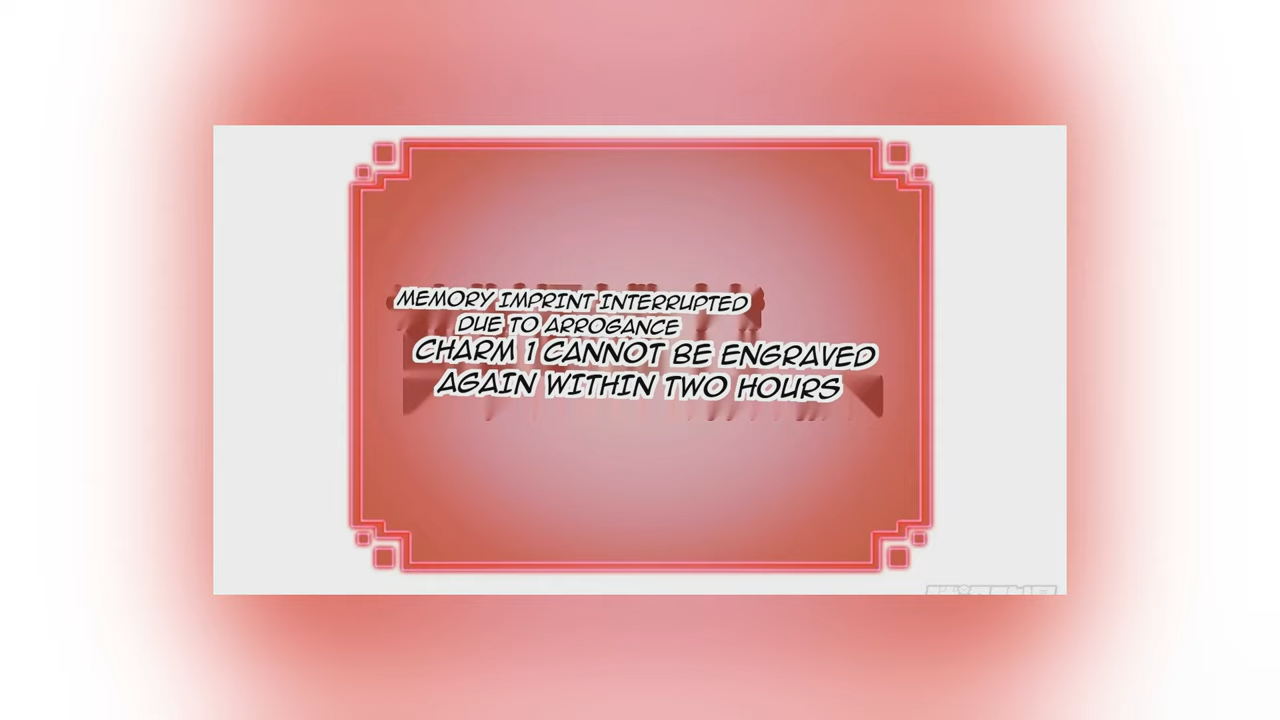 MEMORY IMPRINT INTERRUPTED
DUE TO ARROGANCE
CHARM 1 CANNOT BE ENGRAVED
AGAIN WITHIN TWO HOURS